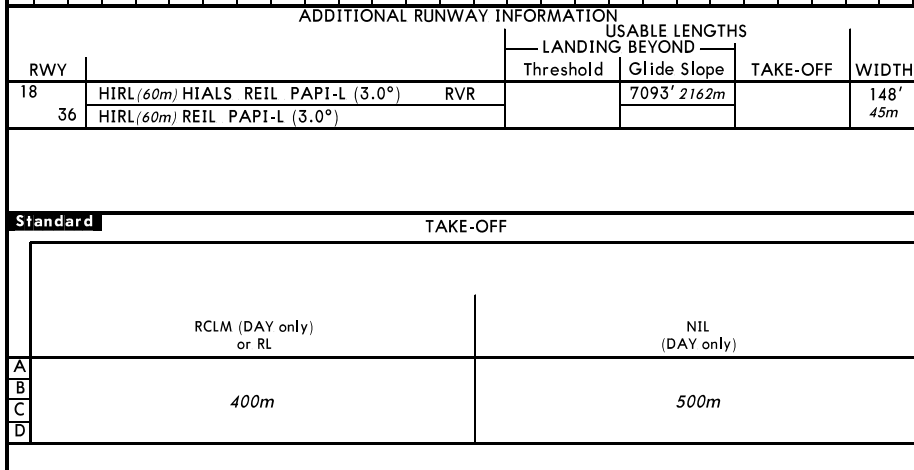 ADDITIONAL RUNWAY INFORMATION
USABLE LENGTHS
LANDING BEYOND
RWY Threshold Glide Slope TAKE-OFF WIDTH
18 HIRL(60m) HIALS REIL PAPI-L (3.0°) RVR 7093' 2162m 148'
36 HIRL(60m) REIL PAPI-L (3.0°) 45m
Standard TAKE-OFF
RCLM (DAY only) NIL
or RL (DAY only)
A
B
C 400m 500m
D